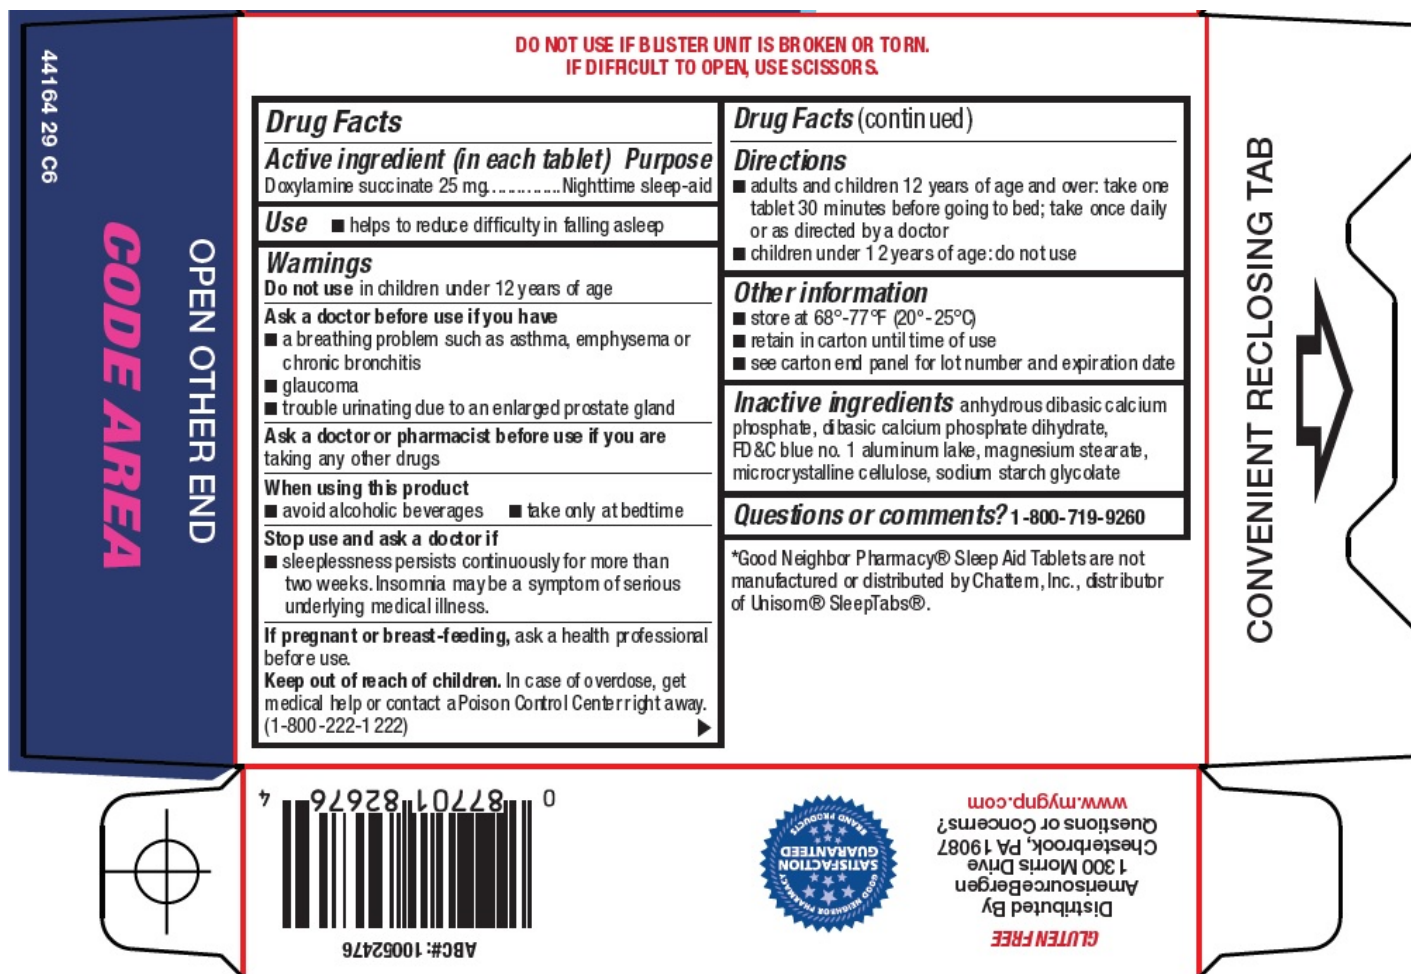 DO NOT USE IF BLISTER UNIT IS BROKEN OR TORN.
IF DIFFICULT TO OPEN, USE SCISSORS.
44164 29 C6
CODE AREA
OPEN OTHER END
Drug Facts
Active ingredient (in each tablet) Purpose
Doxylamine succinate 25 mg...............Nighttime sleep-aid
Use ■ helps to reduce difficulty in falling asleep
Warnings
Do not use in children under 12 years of age
Ask a doctor before use if you have
■ a breathing problem such as asthma, emphysema or
chronic bronchitis
■ glaucoma
■ trouble urinating due to an enlarged prostate gland
Ask a doctor or pharmacist before use if you are
taking any other drugs
When using this product
■ avoid alcoholic beverages ■ take only at bedtime
Stop use and ask a doctor if
■ sleeplessness persists continuously for more than
two weeks. Insomnia may be a symptom of serious
underlying medical illness.
If pregnant or breast-feeding, ask a health professional
before use.
Keep out of reach of children. In case of overdose, get
medical help or contact a Poison Control Center right away.
(1-800-222-1222)
Drug Facts (continued)
Directions
■ adults and children 12 years of age and over: take one
tablet 30 minutes before going to bed; take once daily
or as directed by a doctor
■ children under 12 years of age: do not use
Other information
■ store at 68°-77°F (20°-25°C)
■ retain in carton until time of use
■ see carton end panel for lot number and expiration date
Inactive ingredients anhydrous dibasic calcium
phosphate, dibasic calcium phosphate dihydrate,
FD&C blue no. 1 aluminum lake, magnesium stearate,
microcrystalline cellulose, sodium starch glycolate
Questions or comments? 1-800-719-9260
*Good Neighbor Pharmacy® Sleep Aid Tablets are not
manufactured or distributed by Chattem, Inc., distributor
of Unisom® SleepTabs®.
CONVENIENT RECLOSING TAB
GLUTEN FREE
Distributed By
AmerisourceBergen
1300 Morris Drive
Chesterbrook, PA 19087
Questions or Concerns?
www.mygnp.com
GOOD NEIGHBOR PHARMACY
SATISFACTION
GUARANTEED
BRAND PRODUCTS
ABC#: 10052476
0 87701 82676 4